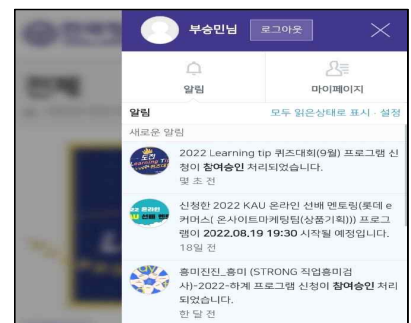 부승민님 로그아웃
알림 마이페이지
알림 모두 읽은상태로 표시 · 설정
새로운 알림
2022 Learning tip 퀴즈대회(9월) 프로그램 신
청이 참여승인 처리되었습니다.
몇 초 전
신청한 2022 KAU 온라인 선배 멘토링(롯데 e
커머스( 온사이트마케팅팀(상품기획))) 프로그
램이 2022.08.19 19:30 시작될 예정입니다.
18일 전
흥미진진_흥미 (STRONG 직업흥미검
사)-2022-하계 프로그램 신청이 참여승인 처리
되었습니다.
한 달 전